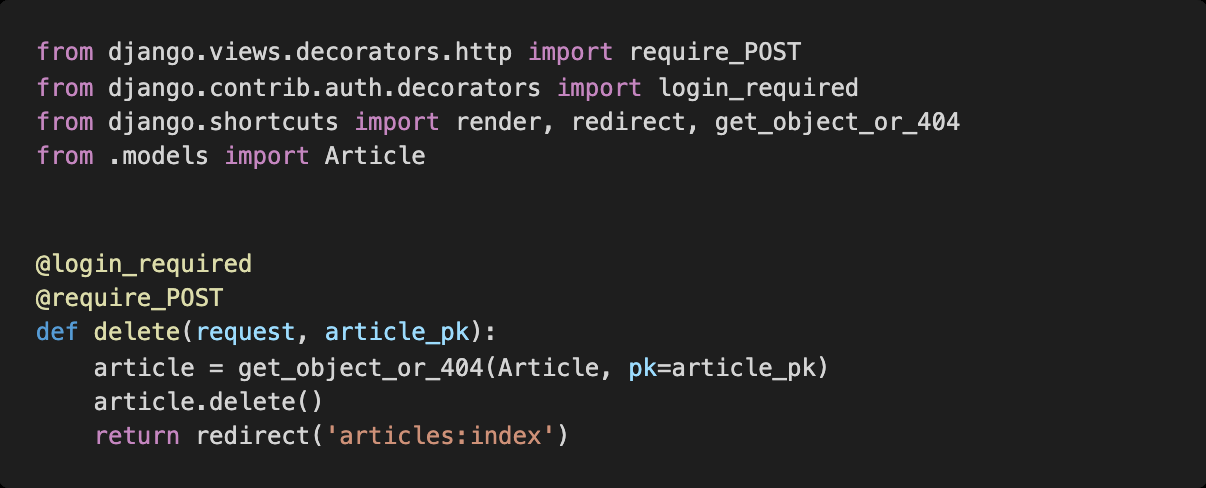 from django.views.decorators.http import require_POST
from django.contrib.auth.decorators import login_required
from django.shortcuts import render, redirect, get_object_or_404
from .models import Article
@login_required
@require_POST
def delete(request, article_pk):
    article = get_object_or_404(Article, pk=article_pk)
    article.delete()
    return redirect('articles:index')